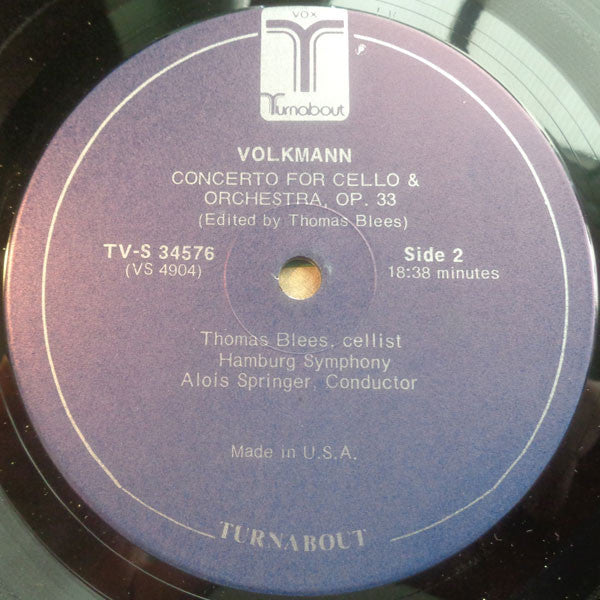 VOX
Turnabout
VOLKMANN
CONCERTO FOR CELLO &
ORCHESTRA, OP. 33
(Edited by Thomas Blees)
TV-S 34576
(VS 4904)
Side 2
18:38 minutes
Thomas Blees, cellist
Hamburg Symphony
Alois Springer, Conductor
Made in U.S.A.
TURNABOUT